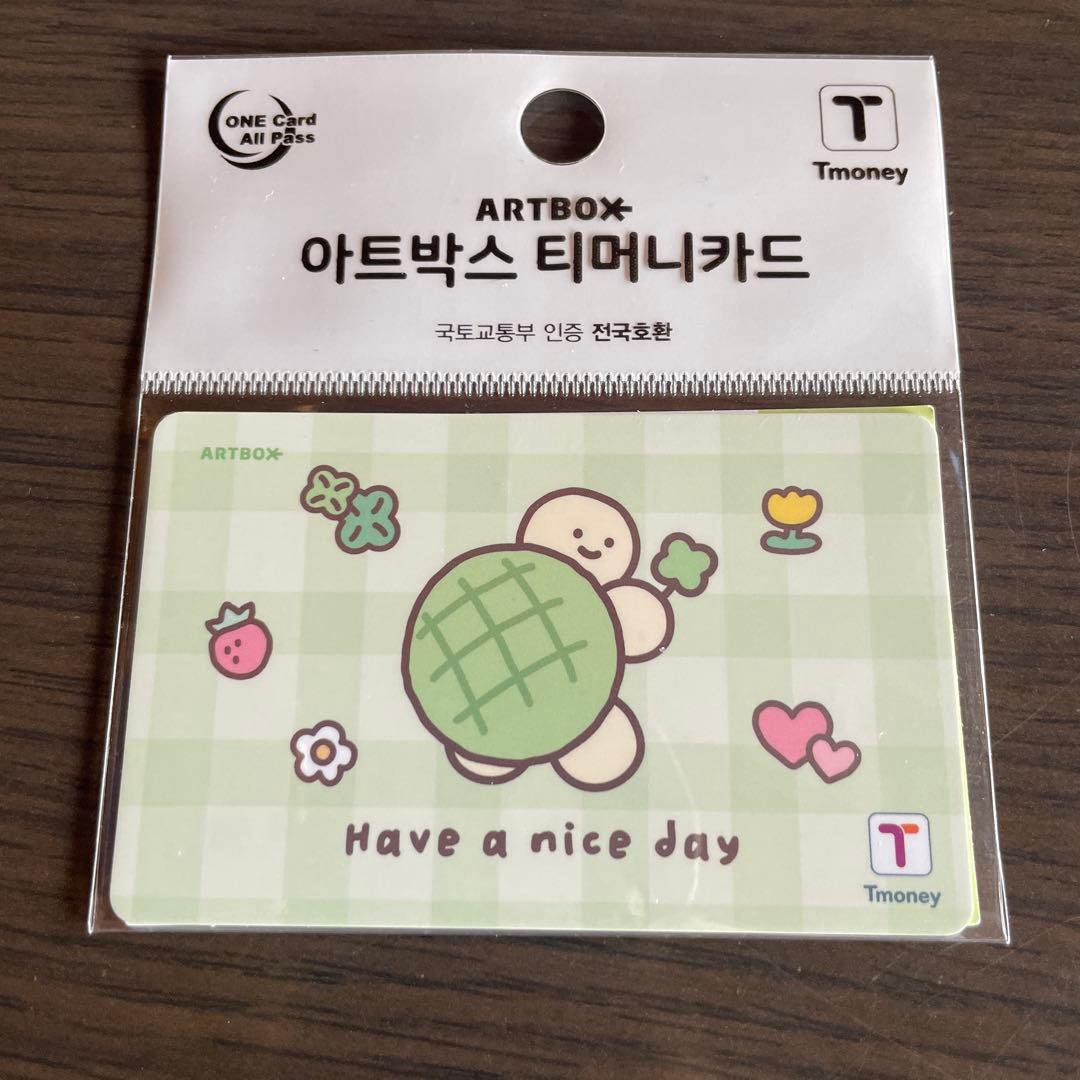 ONE Card
All Pass
T
Tmoney
ARTBOX
아트박스 티머니카드
국토교통부 인증 전국호환
ARTBOX
Have a nice day
T
Tmoney